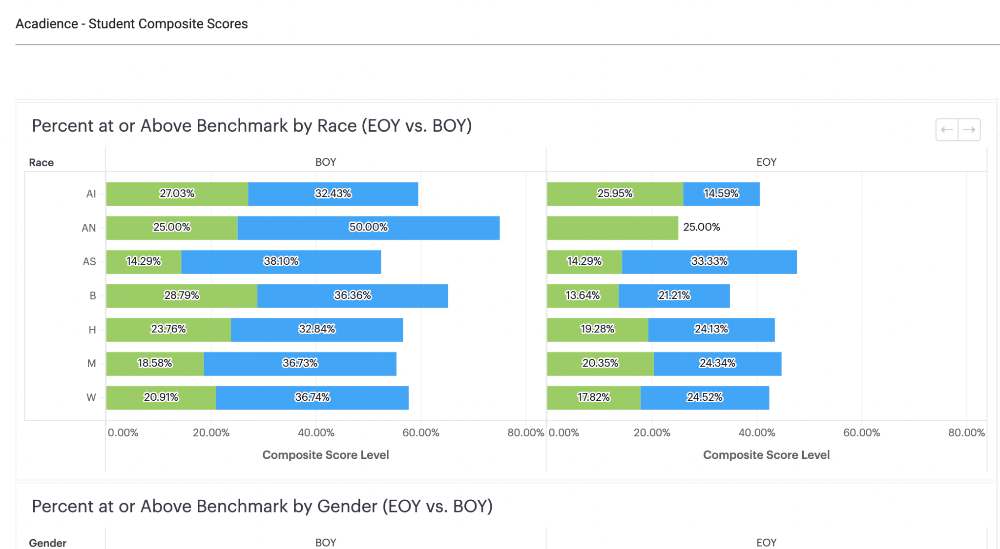 Acadience - Student Composite Scores
Percent at or Above Benchmark by Race (EOY vs. BOY)
Race BOY EOY
AI 27.03% 32.43% 25.95% 14.59%
AN 25.00% 50.00% 25.00%
AS 14.29% 38.10% 14.29% 33.33%
B 28.79% 36.36% 13.64% 21.21%
H 23.76% 32.84% 19.28% 24.13%
M 18.58% 36.73% 20.35% 24.34%
W 20.91% 36.74% 17.82% 24.52%
0.00% 20.00% 40.00% 60.00% 80.00% 0.00% 20.00% 40.00% 60.00% 80.00%
Composite Score Level Composite Score Level
Percent at or Above Benchmark by Gender (EOY vs. BOY)
Gender BOY EOY